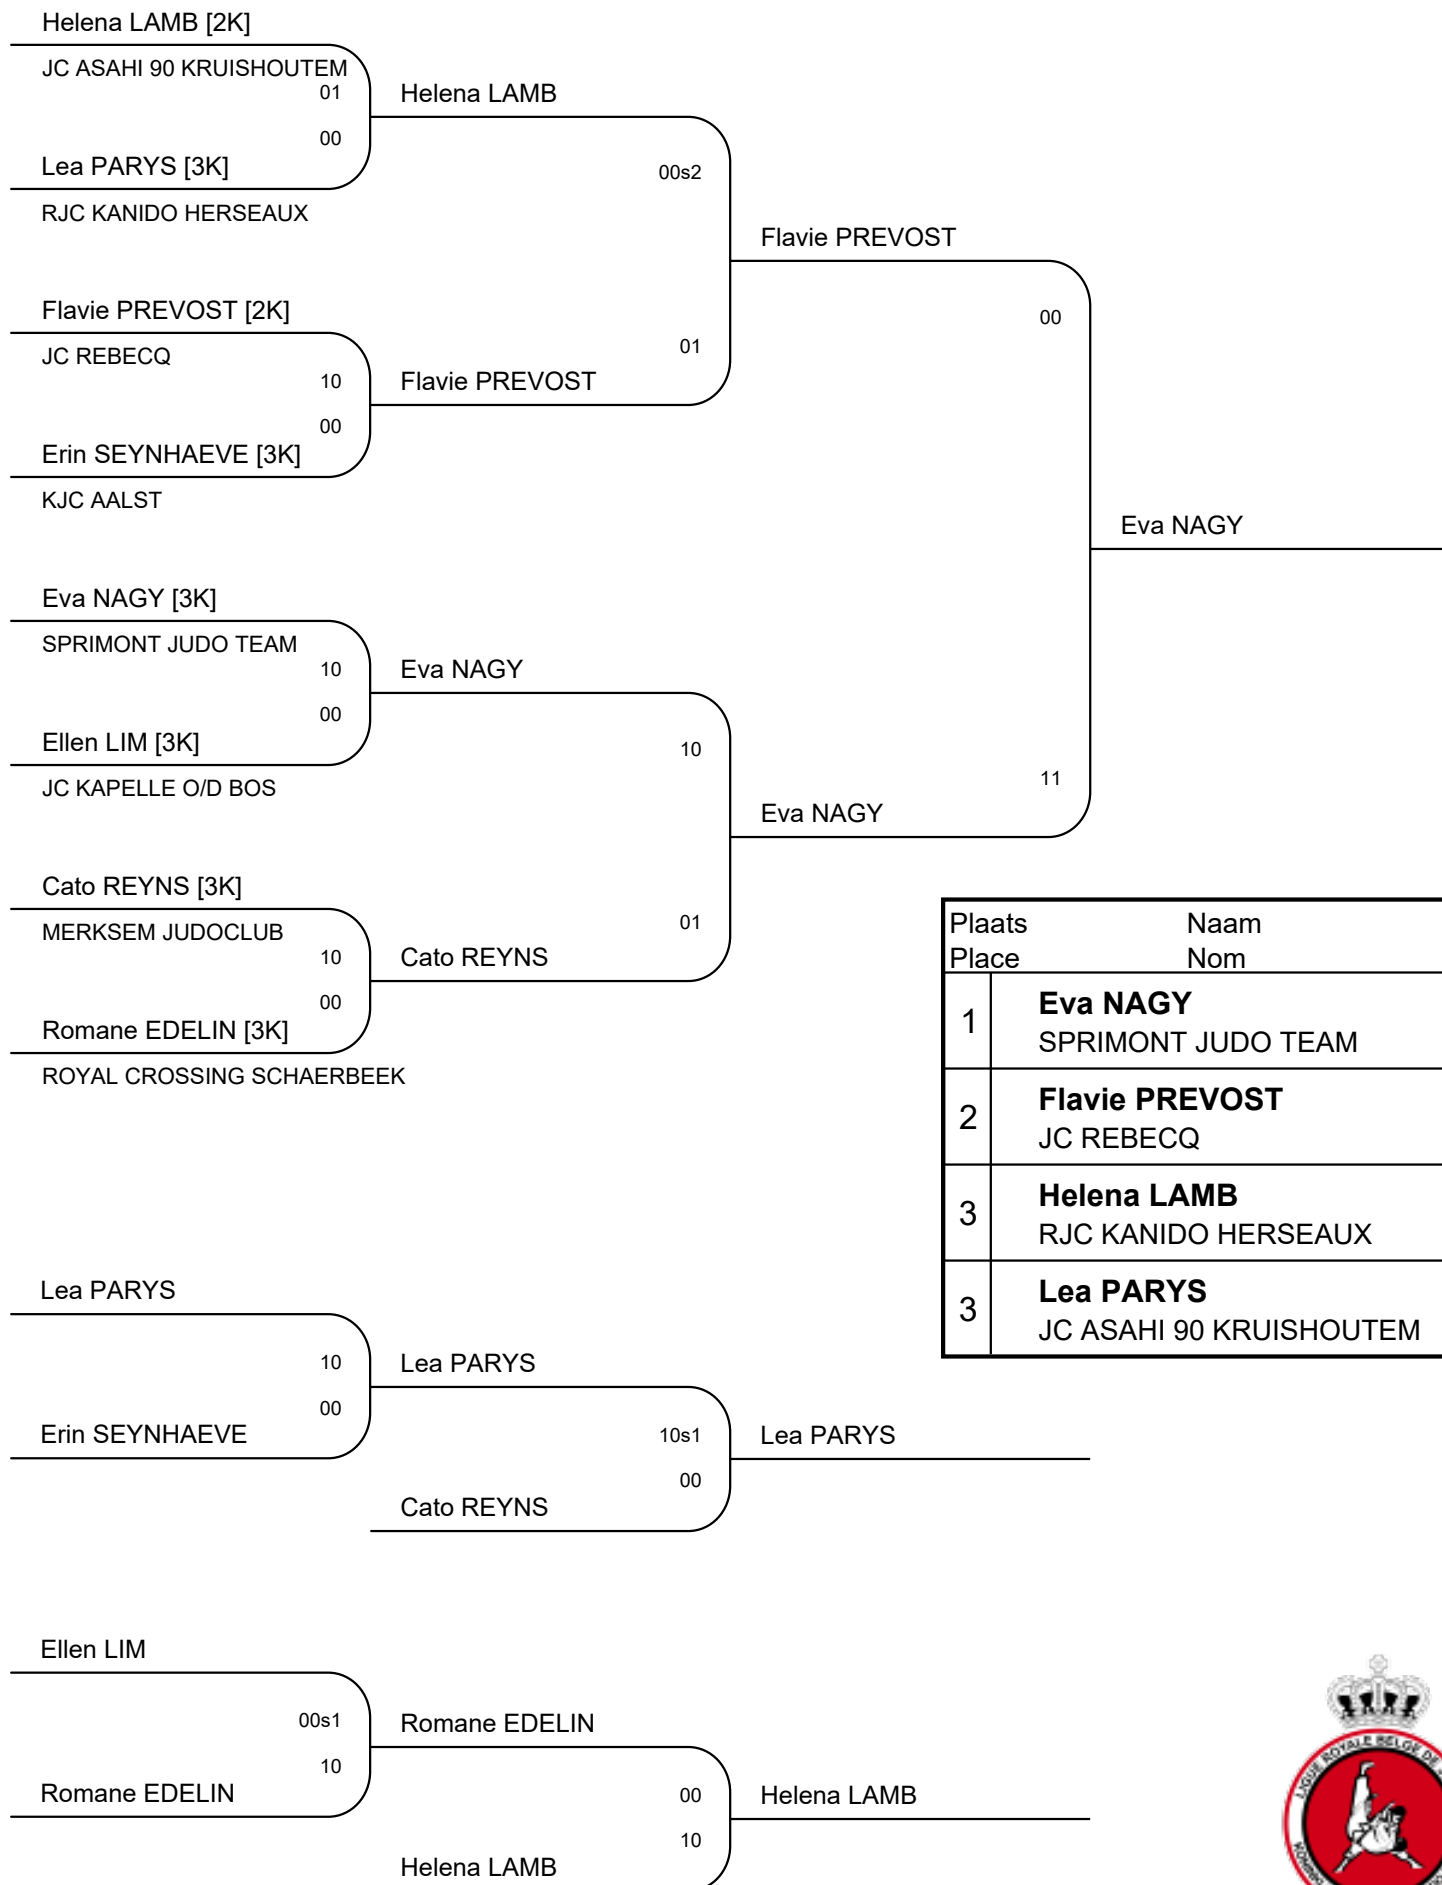 Helena LAMB [2K]
JC ASAHI 90 KRUISHOUTEM
01
Helena LAMB
00
Lea PARYS [3K]
00s2
RJC KANIDO HERSEAUX
Flavie PREVOST
Flavie PREVOST [2K]
00
JC REBECQ
01
10
Flavie PREVOST
00
Erin SEYNHAEVE [3K]
KJC AALST
Eva NAGY
Eva NAGY [3K]
SPRIMONT JUDO TEAM
10
Eva NAGY
00
Ellen LIM [3K]
10
JC KAPELLE O/D BOS
11
Eva NAGY
Cato REYNS [3K]
MERKSEM JUDOCLUB
01
10
Cato REYNS
00
Romane EDELIN [3K]
ROYAL CROSSING SCHAERBEEK
Plaats Naam
Place Nom
1 Eva NAGY
SPRIMONT JUDO TEAM
2 Flavie PREVOST
JC REBECQ
3 Helena LAMB
RJC KANIDO HERSEAUX
3 Lea PARYS
JC ASAHI 90 KRUISHOUTEM
Lea PARYS
10
Lea PARYS
00
Erin SEYNHAEVE
10s1
Lea PARYS
00
Cato REYNS
Ellen LIM
00s1
Romane EDELIN
10
Romane EDELIN
00
Helena LAMB
10
Helena LAMB
LIGUE ROYALE BELGE DE